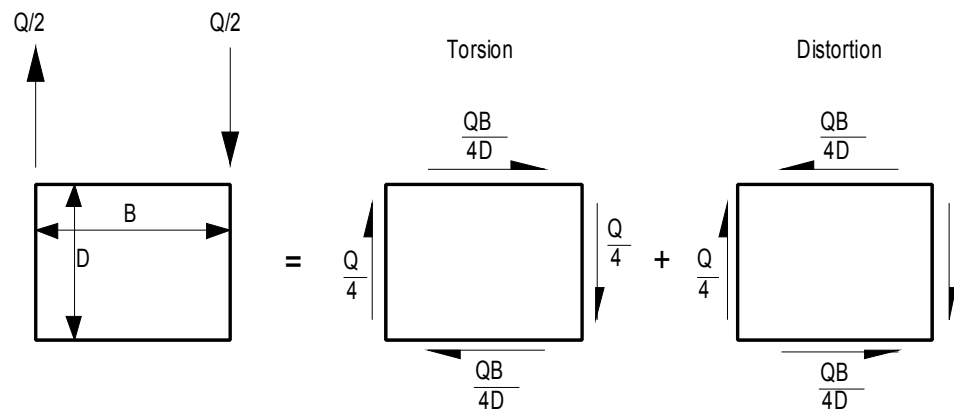 Q/2 Q/2
Torsion
Distortion
QB
4D
QB
4D
B
D
=
Q
4
Q
4
+
Q
4
QB
4D
QB
4D